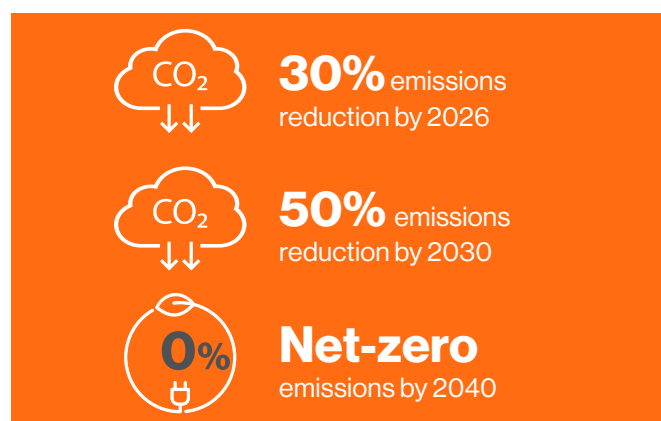 CO₂
30% emissions
reduction by 2026
CO₂
50% emissions
reduction by 2030
0%
Net-zero
emissions by 2040